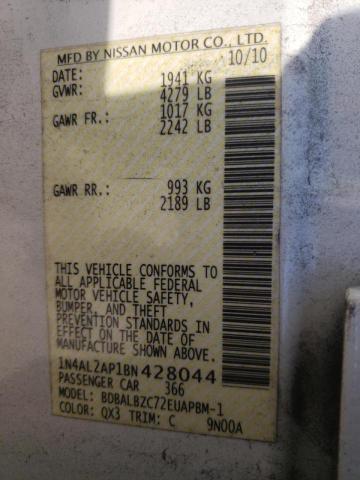 MFD BY NISSAN MOTOR CO., LTD.
DATE: 10/10
GVWR: 1941 KG
4279 LB
GAWR FR.: 1017 KG
2242 LB
GAWR RR.: 993 KG
2189 LB
THIS VEHICLE CONFORMS TO
ALL APPLICABLE FEDERAL
MOTOR VEHICLE SAFETY,
BUMPER, AND THEFT
PREVENTION STANDARDS IN
EFFECT ON THE DATE OF
MANUFACTURE SHOWN ABOVE.
1N4AL2AP1BN428044
PASSENGER CAR 366
MODEL: BDBALBZC72EUAPBM-1
COLOR: QX3 TRIM: C 9N00A